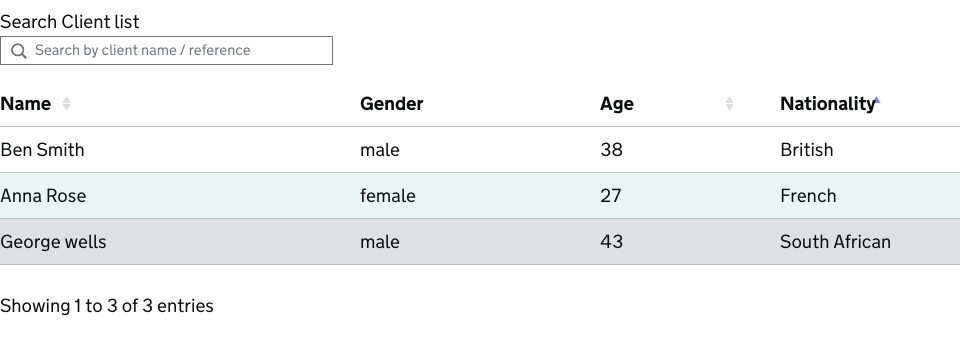 Search Client list
Search by client name / reference
Name Gender Age Nationality
Ben Smith male 38 British
Anna Rose female 27 French
George wells male 43 South African
Showing 1 to 3 of 3 entries